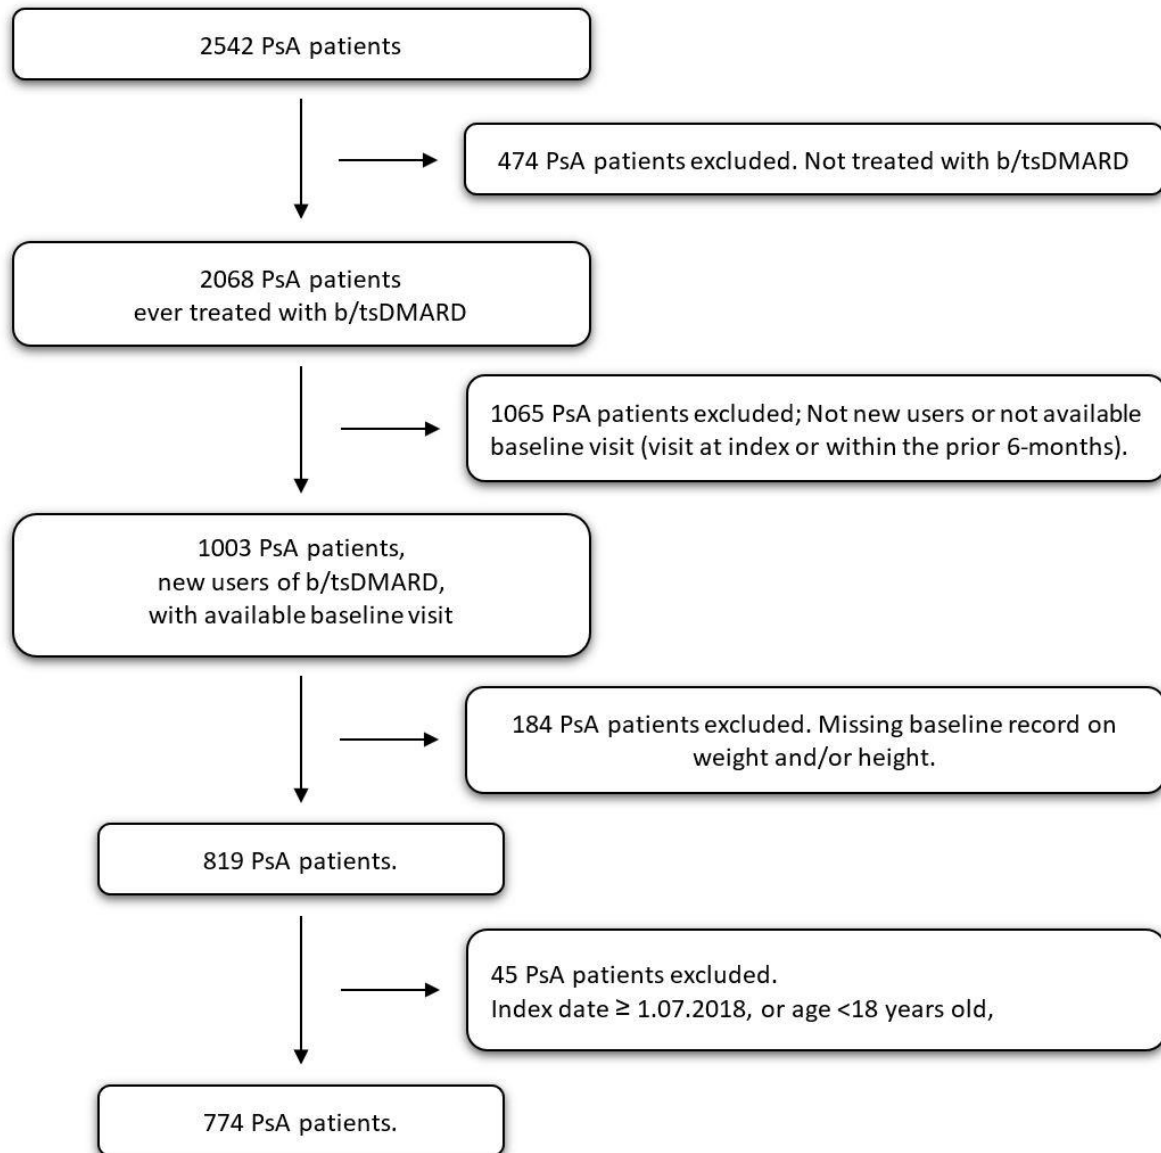 2542 PsA patients
474 PsA patients excluded. Not treated with b/tsDMARD
2068 PsA patients
ever treated with b/tsDMARD
1065 PsA patients excluded; Not new users or not available
baseline visit (visit at index or within the prior 6-months).
1003 PsA patients,
new users of b/tsDMARD,
with available baseline visit
184 PsA patients excluded. Missing baseline record on
weight and/or height.
819 PsA patients.
45 PsA patients excluded.
Index date ≥ 1.07.2018, or age <18 years old,
774 PsA patients.